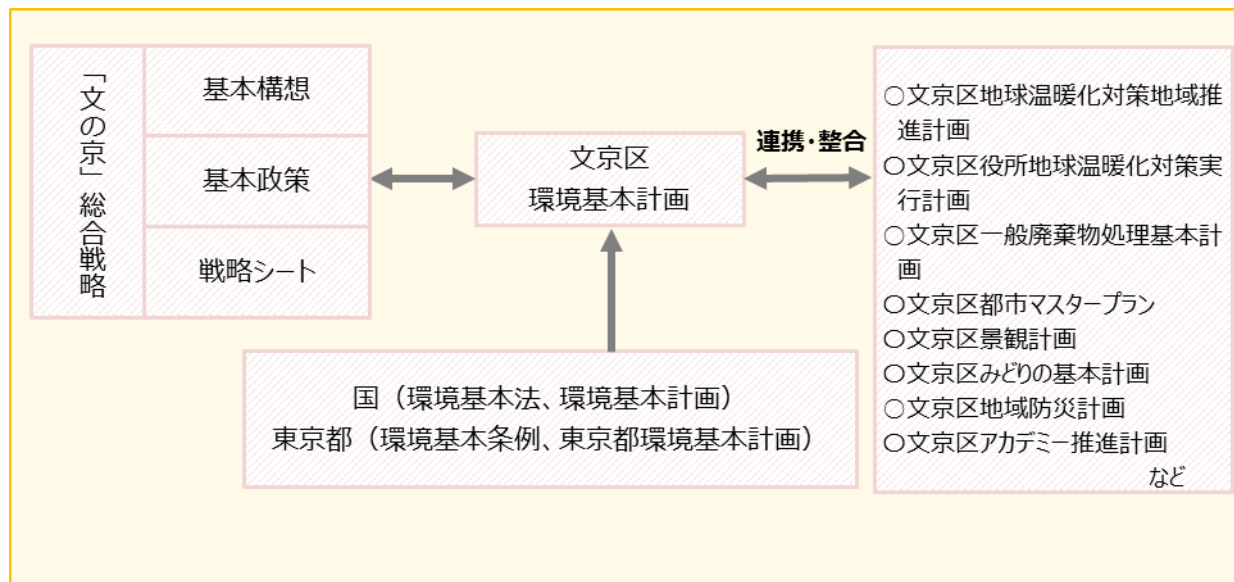 「文の京」総合戦略
基本構想
基本政策
戦略シート
文京区
環境基本計画
連携・整合
国（環境基本法、環境基本計画）
東京都（環境基本条例、東京都環境基本計画）
○文京区地球温暖化対策地域推
進計画
○文京区役所地球温暖化対策実
行計画
○文京区一般廃棄物処理基本計
画
○文京区都市マスタープラン
○文京区景観計画
○文京区みどりの基本計画
○文京区地域防災計画
○文京区アカデミー推進計画
など